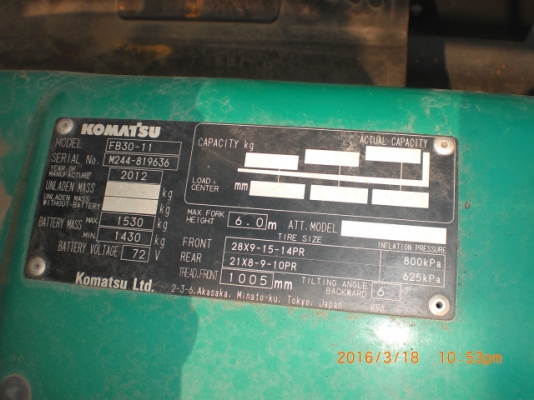 KOMATSU
MODEL FB30-11
SERIAL No. M244-819636
YEAR OF MANUFACTURE 2012
UNLADEN MASS kg
UNLADEN MASS WITHOUT-BATTERY kg
BATTERY MASS MAX. 1530 kg
MIN. 1430 kg
BATTERY VOLTAGE 72 V
Komatsu Ltd.
CAPACITY kg ACTUAL CAPACITY
LOAD CENTER mm
MAX FORK HEIGHT 6.0 m ATT. MODEL
TIRE SIZE INFLATION PRESSURE
FRONT 28X9-15-14PR 800 kPa
REAR 21X8-9-10PR 625 kPa
TREAD.FRONT 1005 mm TILTING ANGLE BACKWARD 6
2-3-6, Akasaka, Minato-ku, Tokyo, Japan
2016/3/18 10:53pm